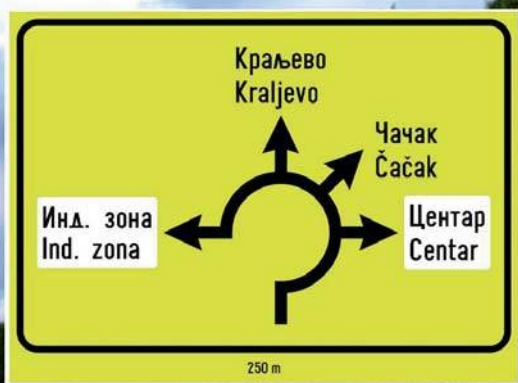 Краљево
Kraljevo
Чачак
Čačak
Инд. зона
Ind. zona
Центар
Centar
250 m